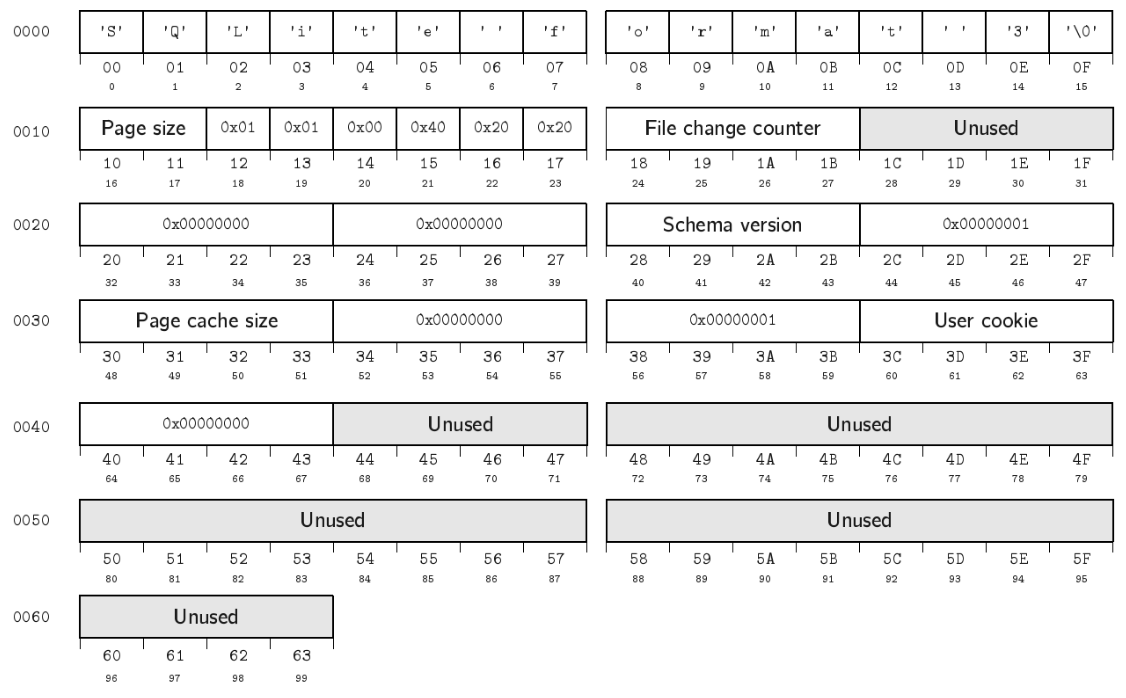 0000 'S' 'Q' 'L' 'i' 't' 'e' ' ' 'f' 'o' 'r' 'm' 'a' 't' ' ' '3' '\0'
00 01 02 03 04 05 06 07 08 09 0A 0B 0C 0D 0E 0F
0 1 2 3 4 5 6 7 8 9 10 11 12 13 14 15
0010 Page size 0x01 0x01 0x00 0x40 0x20 0x20 File change counter Unused
10 11 12 13 14 15 16 17 18 19 1A 1B 1C 1D 1E 1F
16 17 18 19 20 21 22 23 24 25 26 27 28 29 30 31
0020 0x00000000 0x00000000 Schema version 0x00000001
20 21 22 23 24 25 26 27 28 29 2A 2B 2C 2D 2E 2F
32 33 34 35 36 37 38 39 40 41 42 43 44 45 46 47
0030 Page cache size 0x00000000 0x00000001 User cookie
30 31 32 33 34 35 36 37 38 39 3A 3B 3C 3D 3E 3F
48 49 50 51 52 53 54 55 56 57 58 59 60 61 62 63
0040 0x00000000 Unused Unused
40 41 42 43 44 45 46 47 48 49 4A 4B 4C 4D 4E 4F
64 65 66 67 68 69 70 71 72 73 74 75 76 77 78 79
0050 Unused Unused
50 51 52 53 54 55 56 57 58 59 5A 5B 5C 5D 5E 5F
80 81 82 83 84 85 86 87 88 89 90 91 92 93 94 95
0060 Unused
60 61 62 63
96 97 98 99